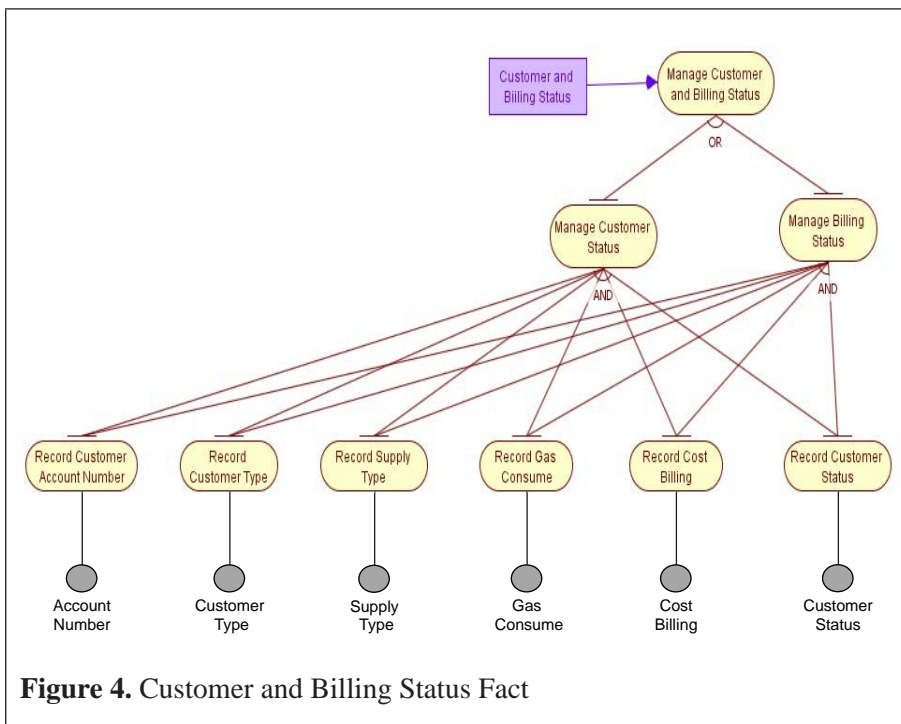 Customer and
Biiling Status
Manage Customer
and Billing Status
OR
Manage Customer
Status
Manage Billing
Status
AND
AND
Record Customer
Account Number
Record
Customer Type
Record Supply
Type
Record Gas
Consume
Record Cost
Billing
Record Customer
Status
Account
Number
Customer
Type
Supply
Type
Gas
Consume
Cost
Billing
Customer
Status
Figure 4. Customer and Billing Status Fact